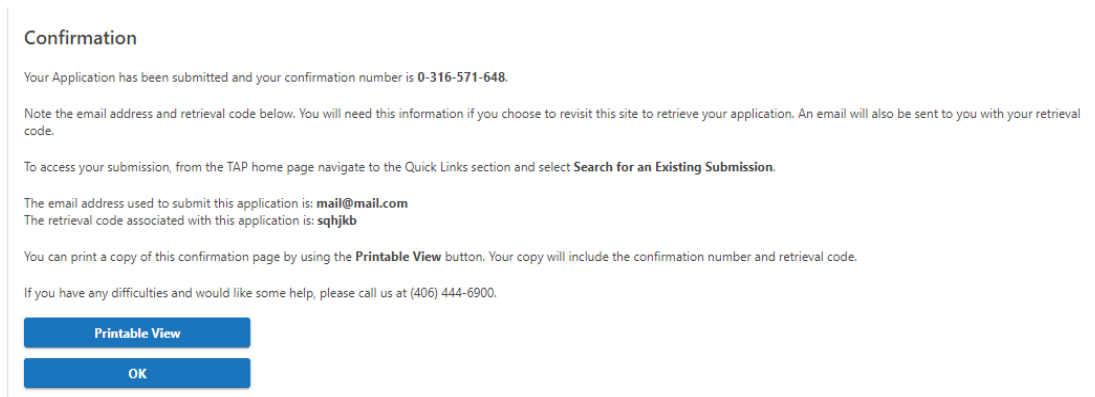 Confirmation
Your Application has been submitted and your confirmation number is 0-316-571-648.
Note the email address and retrieval code below. You will need this information if you choose to revisit this site to retrieve your application. An email will also be sent to you with your retrieval
code.
To access your submission, from the TAP home page navigate to the Quick Links section and select Search for an Existing Submission.
The email address used to submit this application is: mail@mail.com
The retrieval code associated with this application is: sqhjkb
You can print a copy of this confirmation page by using the Printable View button. Your copy will include the confirmation number and retrieval code.
If you have any difficulties and would like some help, please call us at (406) 444-6900.
Printable View
OK